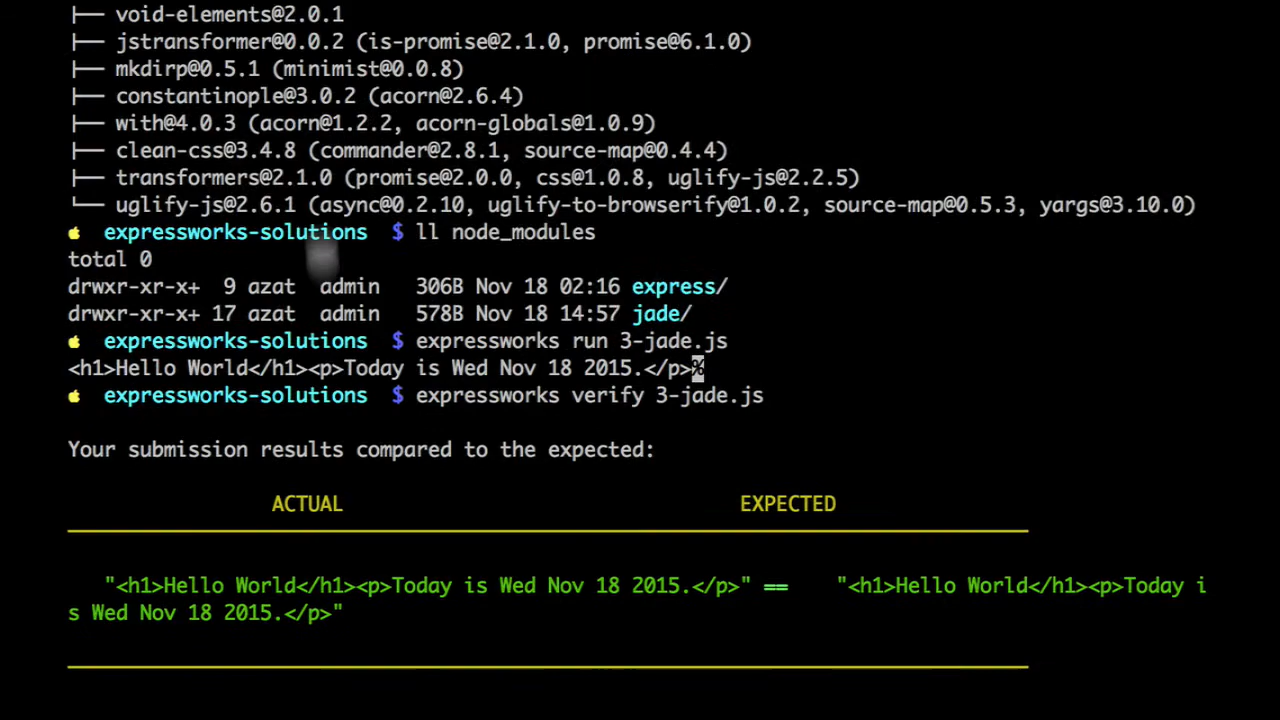 ├── void-elements@2.0.1
├── jstransformer@0.0.2 (is-promise@2.1.0, promise@6.1.0)
├── mkdirp@0.5.1 (minimist@0.0.8)
├── constantinople@3.0.2 (acorn@2.6.4)
├── with@4.0.3 (acorn@1.2.2, acorn-globals@1.0.9)
├── clean-css@3.4.8 (commander@2.8.1, source-map@0.4.4)
├── transformers@2.1.0 (promise@2.0.0, css@1.0.8, uglify-js@2.2.5)
└── uglify-js@2.6.1 (async@0.2.10, uglify-to-browserify@1.0.2, source-map@0.5.3, yargs@3.10.0)
expressworks-solutions $ ll node_modules
total 0
drwxr-xr-x+ 9 azat admin 306B Nov 18 02:16 express/
drwxr-xr-x+ 17 azat admin 578B Nov 18 14:57 jade/
expressworks-solutions $ expressworks run 3-jade.js
<h1>Hello World</h1><p>Today is Wed Nov 18 2015.</p>%
expressworks-solutions $ expressworks verify 3-jade.js
Your submission results compared to the expected:
ACTUAL EXPECTED
"<h1>Hello World</h1><p>Today is Wed Nov 18 2015.</p>" == "<h1>Hello World</h1><p>Today i
s Wed Nov 18 2015.</p>"